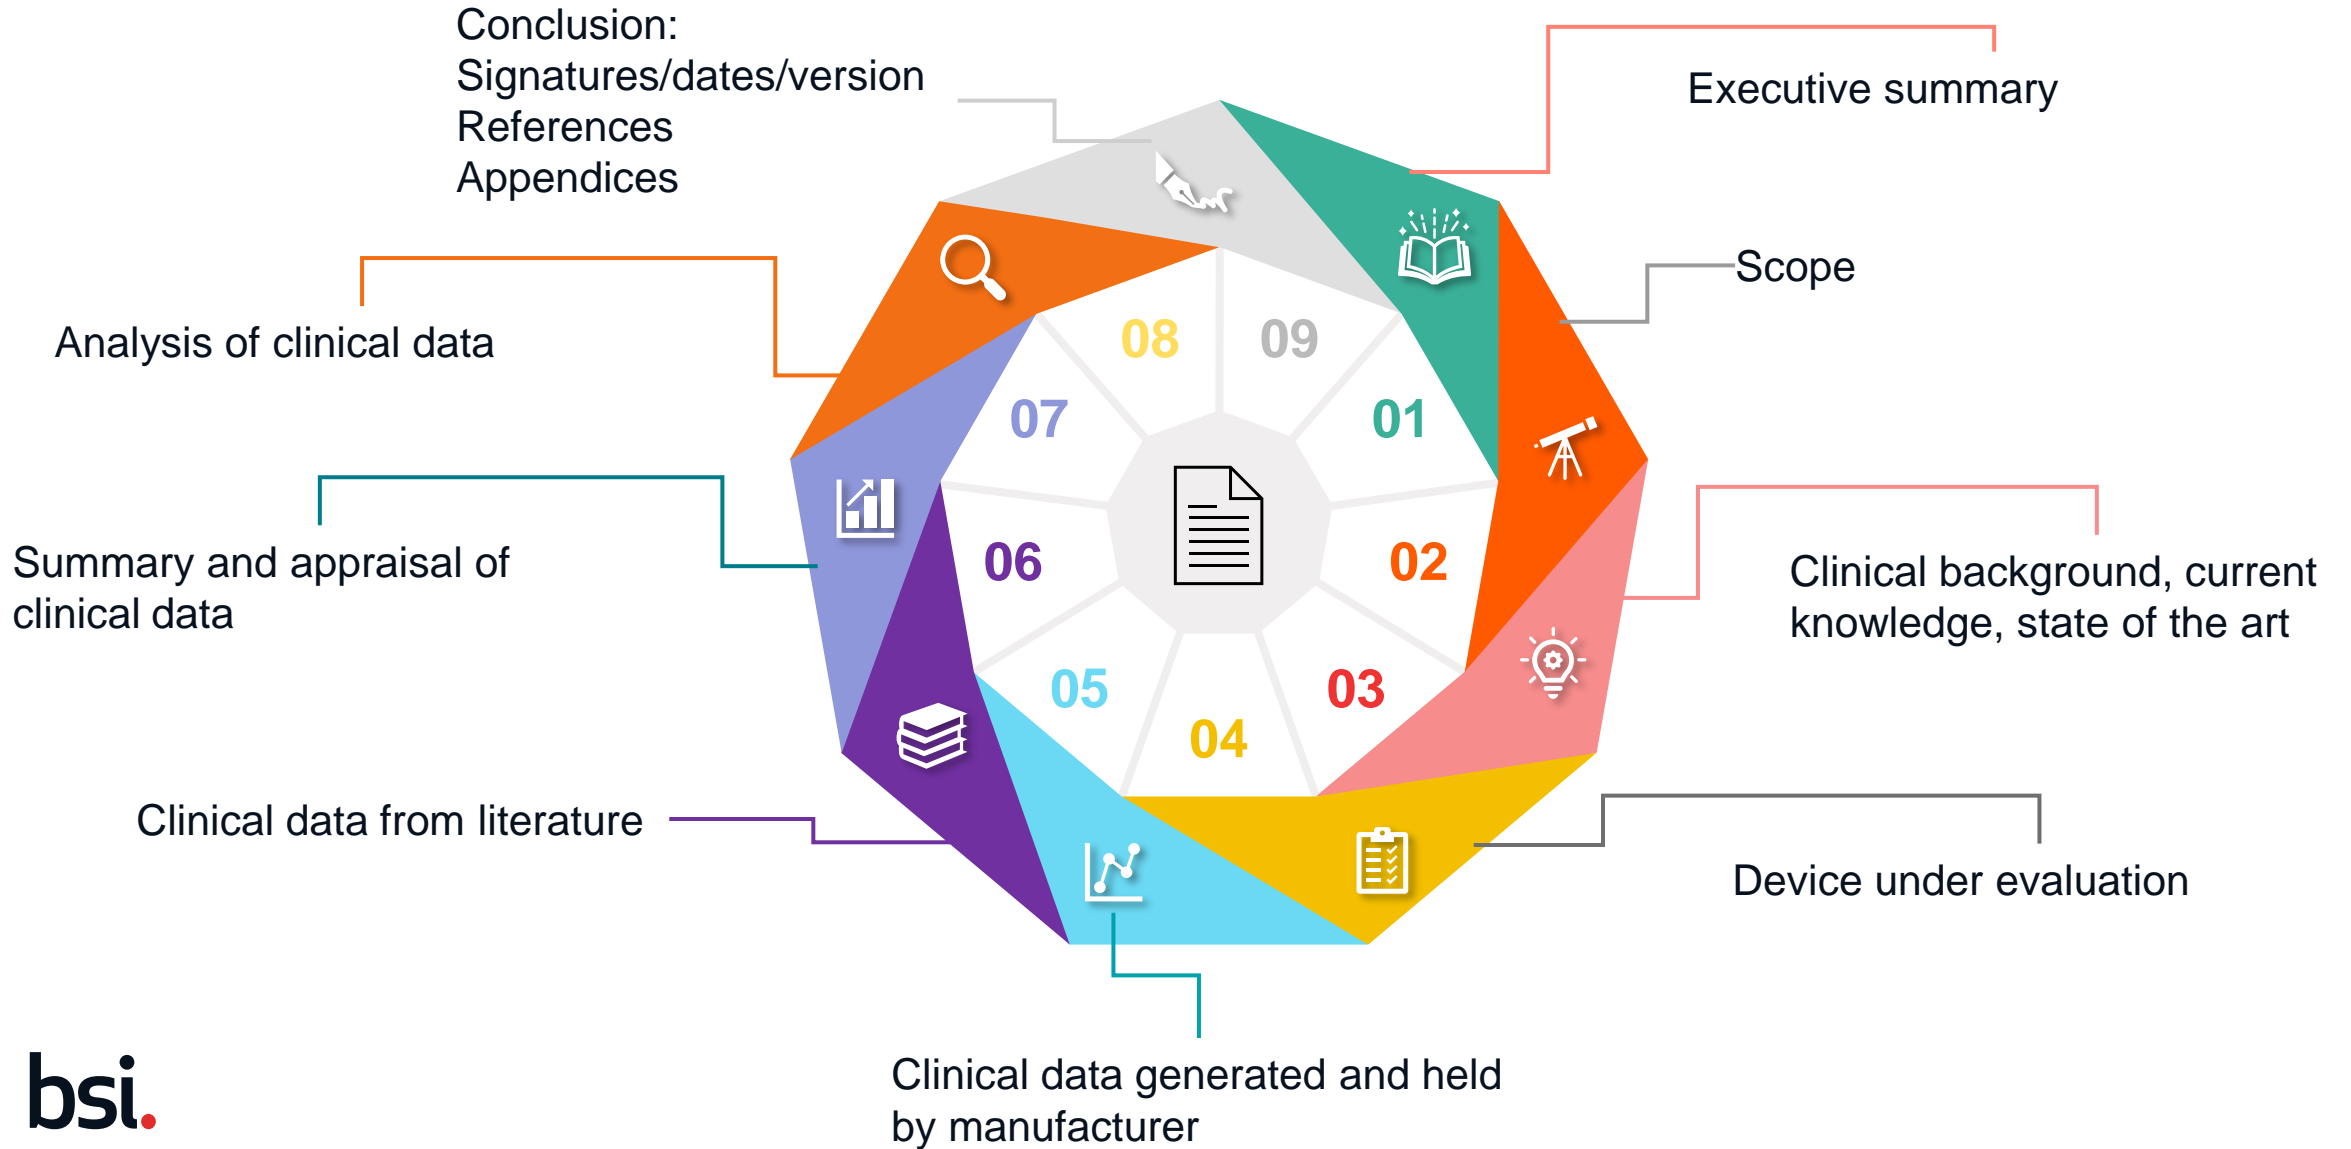 Conclusion:
Signatures/dates/version
References
Appendices
Executive summary
Scope
Analysis of clinical data
08
09
07
01
Summary and appraisal of
clinical data
06
02
Clinical background, current
knowledge, state of the art
05
03
04
Clinical data from literature
Device under evaluation
Clinical data generated and held
by manufacturer
bsi.